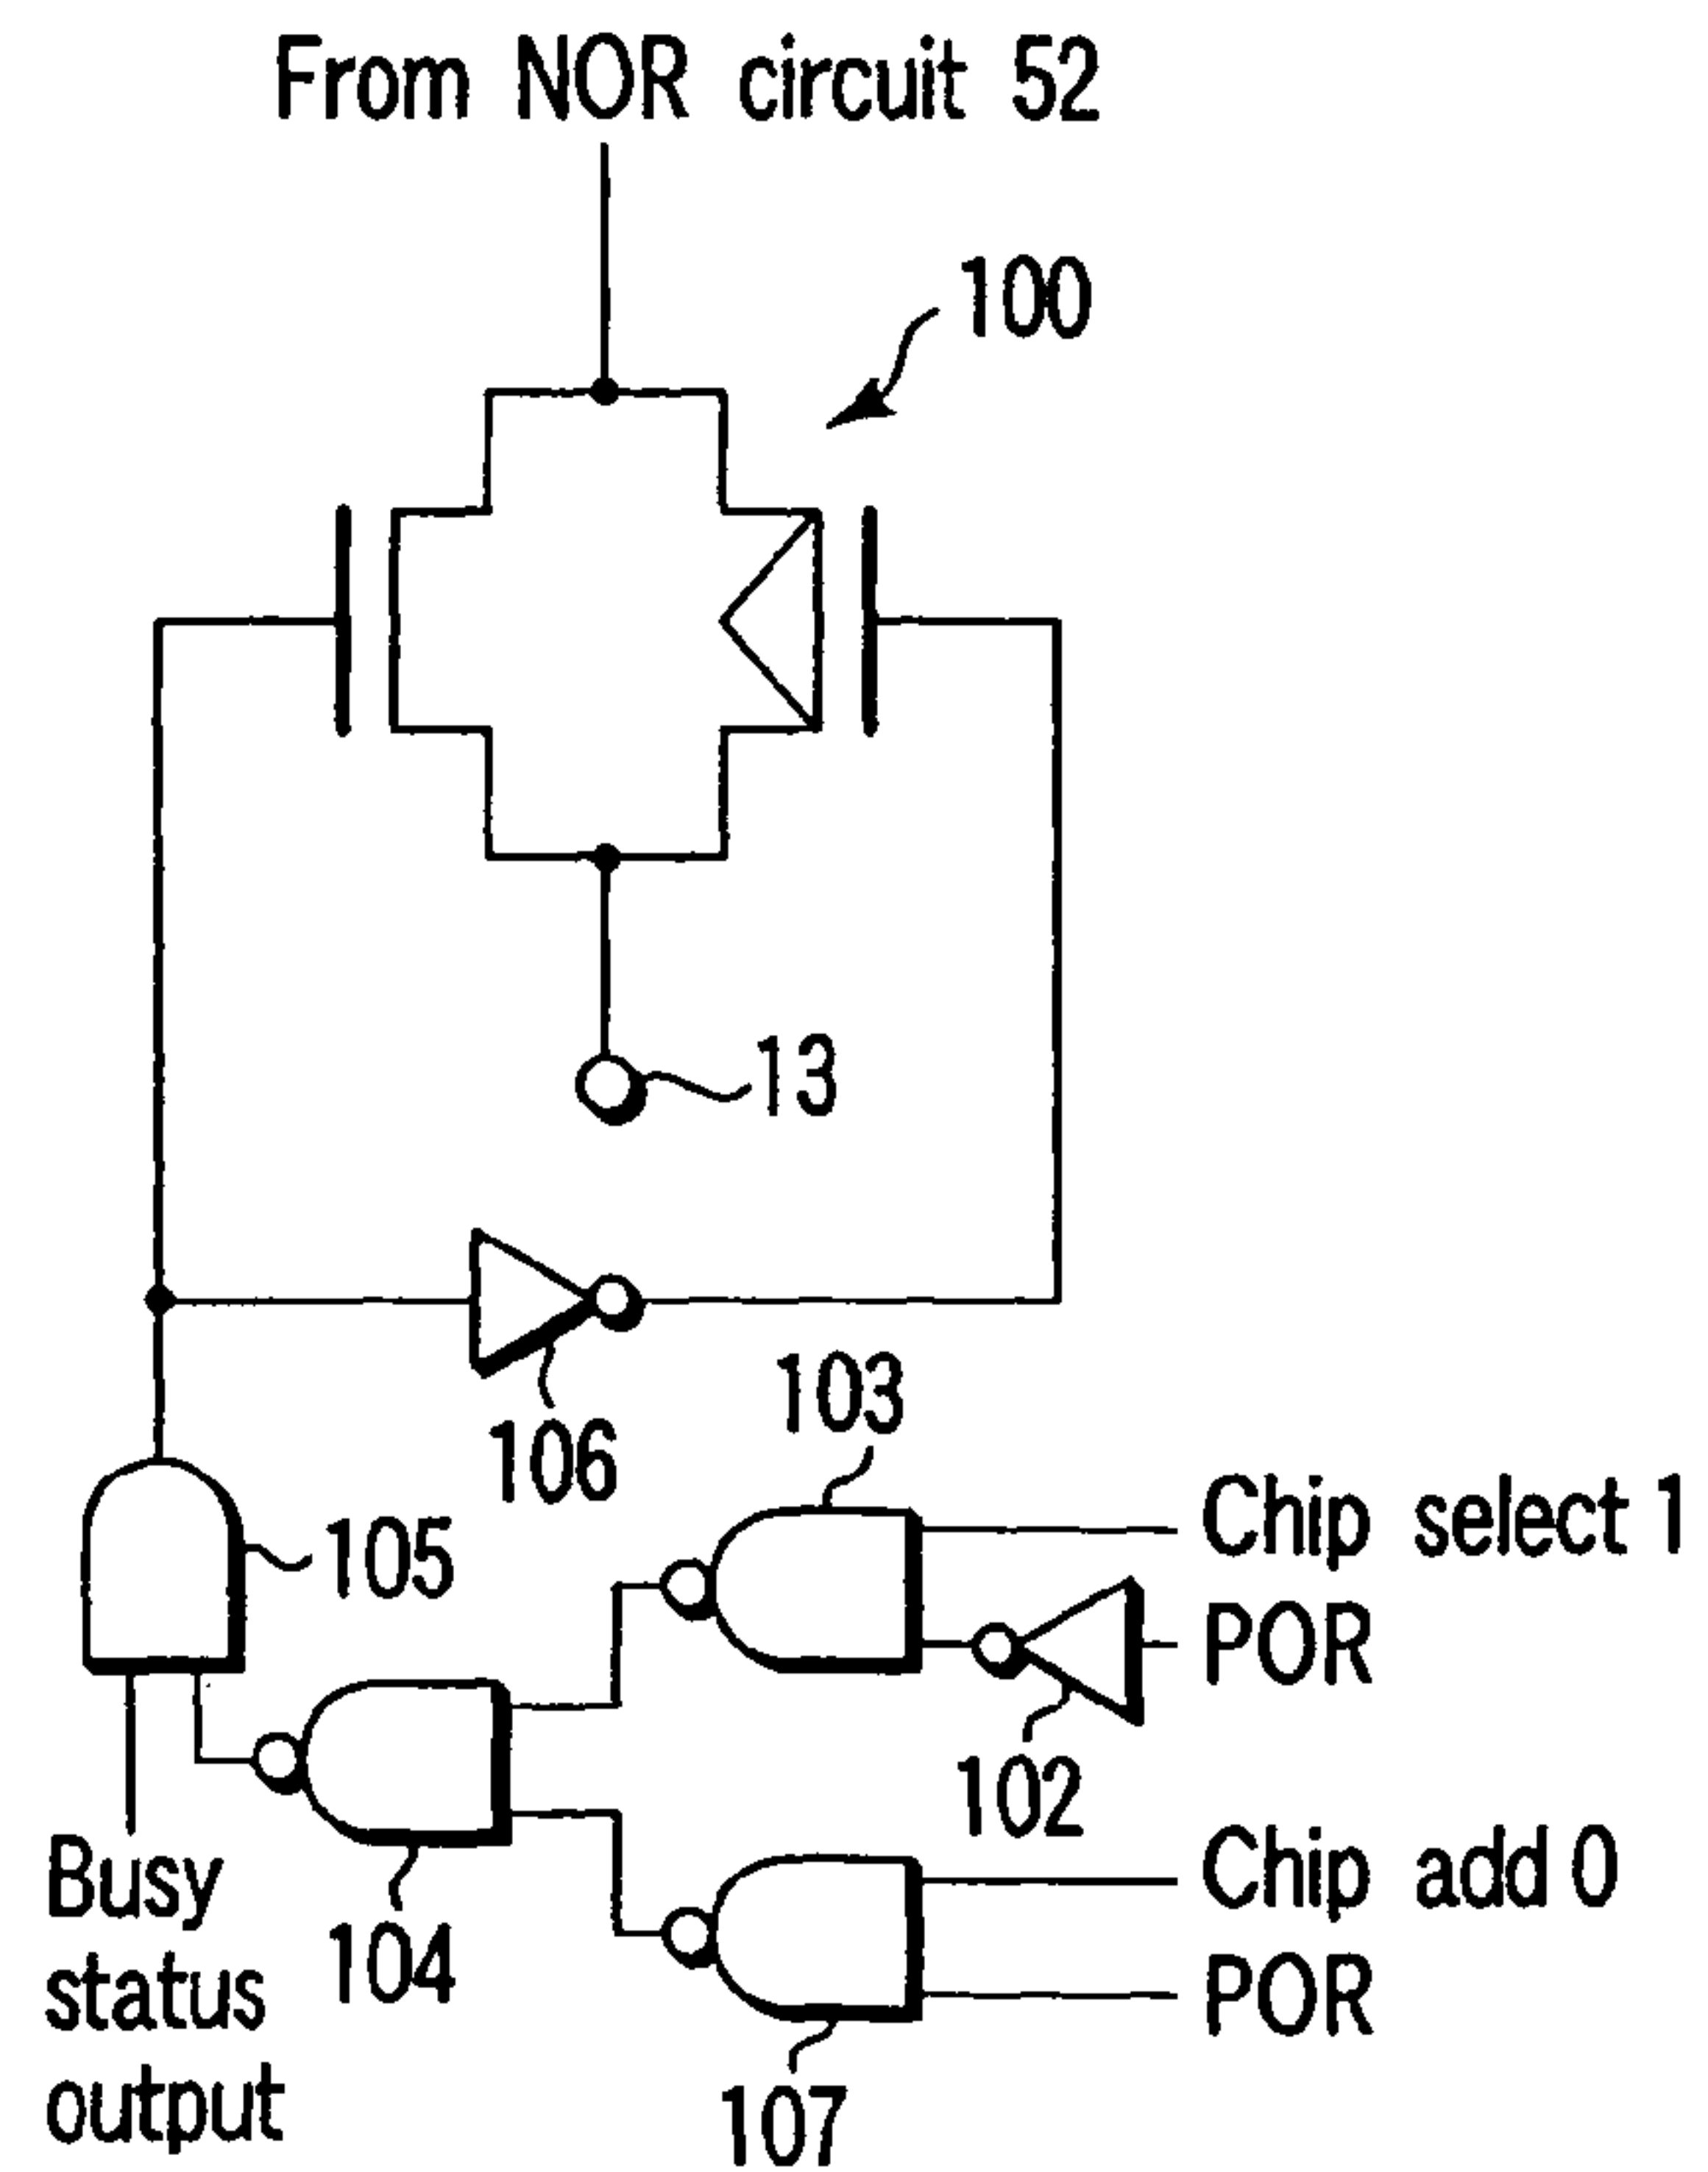 From NOR circuit 52
100
13
106
103
Chip select 1
105
POR
102
Busy
status
output
104
Chip add 0
POR
107